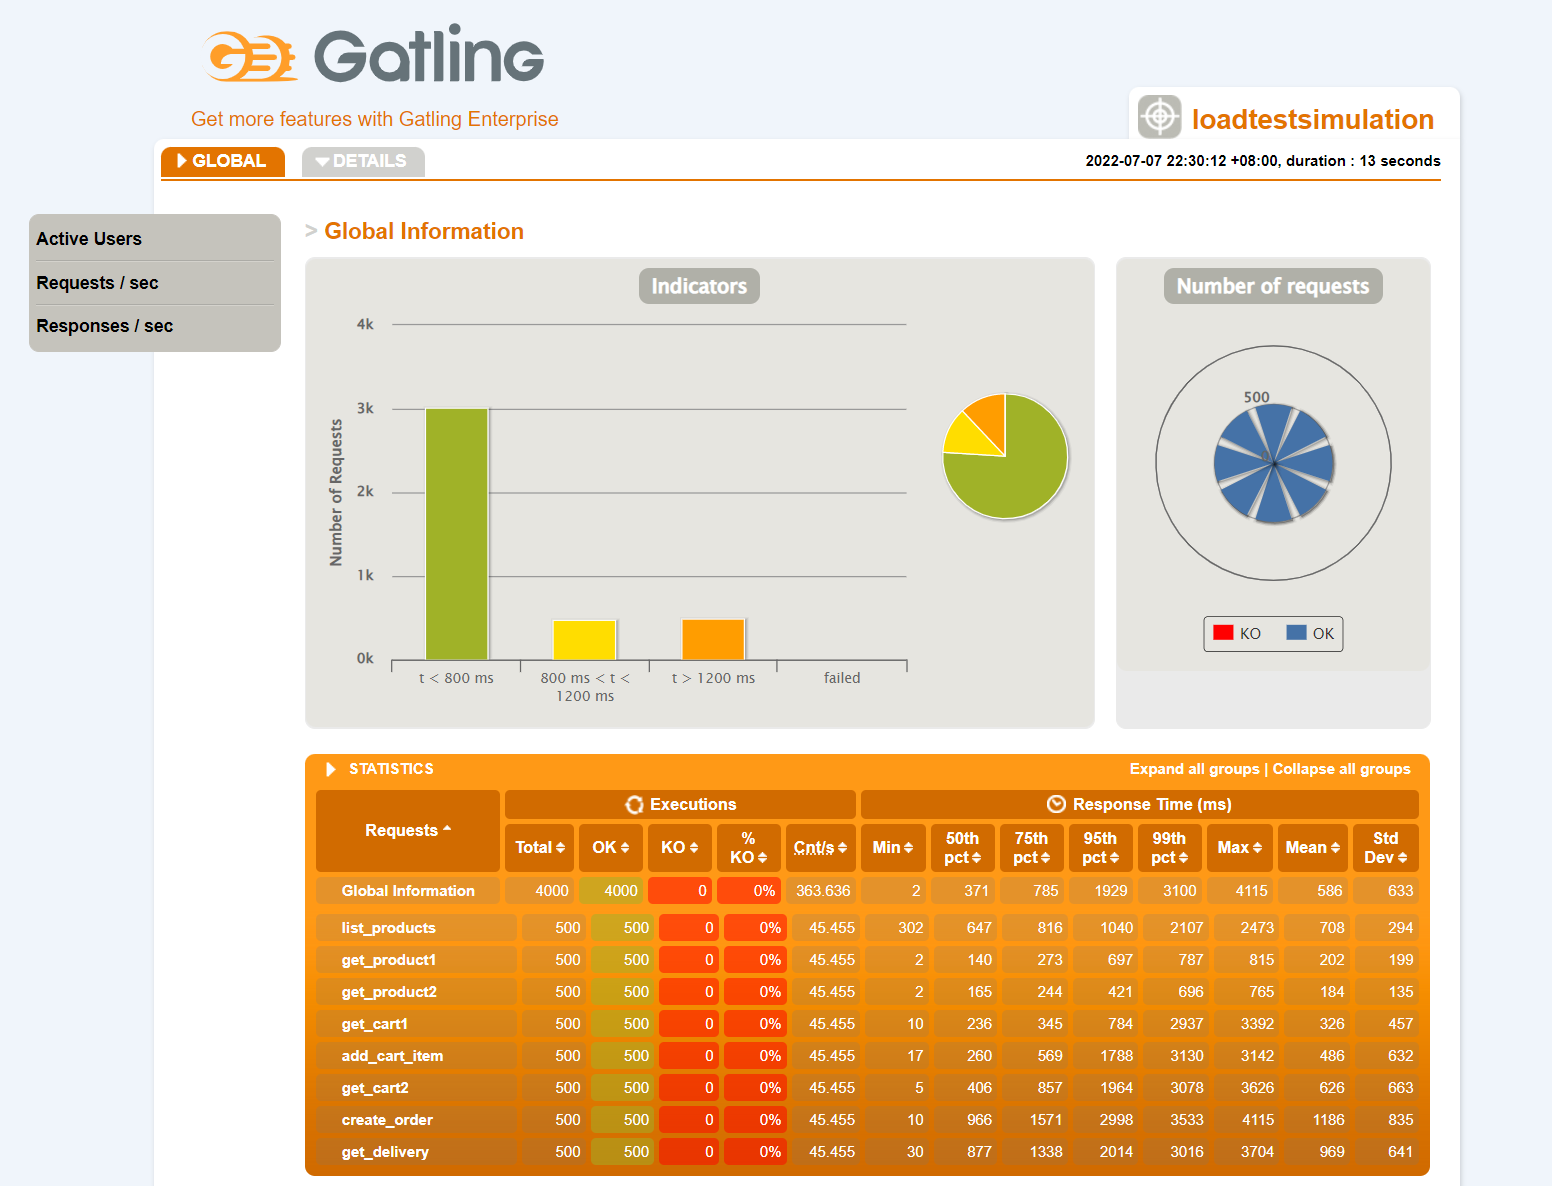 Gatling
Get more features with Gatling Enterprise
loadtestsimulation
GLOBAL DETAILS 2022-07-07 22:30:12 +08:00, duration : 13 seconds
Active Users
Requests / sec
Responses / sec
> Global Information
Indicators
4k
3k
2k
1k
0k
Number of Requests
t < 800 ms
800 ms < t <
1200 ms
t > 1200 ms
failed
Number of requests
500
KO OK
STATISTICS Expand all groups | Collapse all groups
Requests Executions Response Time (ms)
Total OK KO % KO Cnt/s Min 50th pct 75th pct 95th pct 99th pct Max Mean Std Dev
Global Information 4000 4000 0 0% 363.636 2 371 785 1929 3100 4115 586 633
list_products 500 500 0 0% 45.455 302 647 816 1040 2107 2473 708 294
get_product1 500 500 0 0% 45.455 2 140 273 697 787 815 202 199
get_product2 500 500 0 0% 45.455 2 165 244 421 696 765 184 135
get_cart1 500 500 0 0% 45.455 10 236 345 784 2937 3392 326 457
add_cart_item 500 500 0 0% 45.455 17 260 569 1788 3130 3142 486 632
get_cart2 500 500 0 0% 45.455 5 406 857 1964 3078 3626 626 663
create_order 500 500 0 0% 45.455 10 966 1571 2998 3533 4115 1186 835
get_delivery 500 500 0 0% 45.455 30 877 1338 2014 3016 3704 969 641